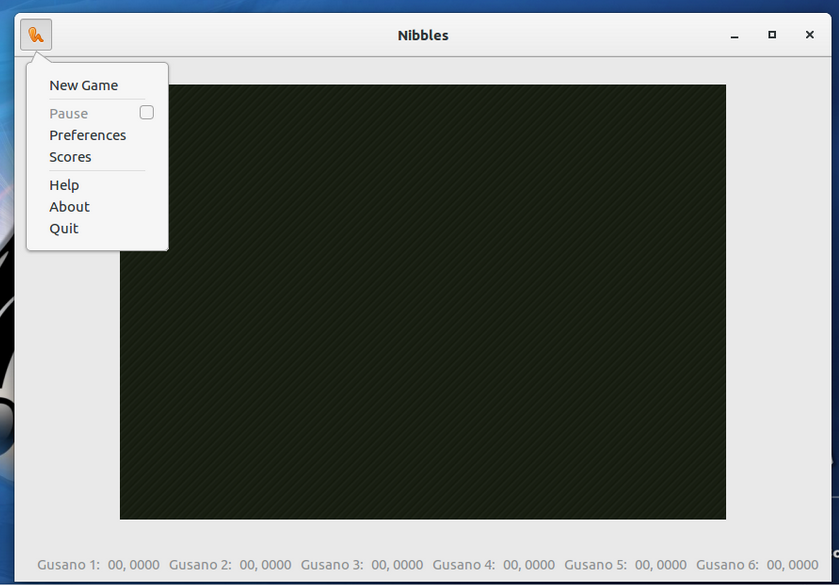 Nibbles
New Game
Pause
Preferences
Scores
Help
About
Quit
Gusano 1: 00,0000 Gusano 2: 00,0000 Gusano 3: 00,0000 Gusano 4: 00,0000 Gusano 5: 00,0000 Gusano 6: 00,0000